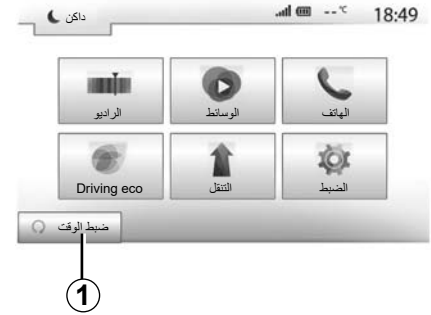 داكن --°C 18:49
الراديو الوسائط الهاتف
Driving eco التنقل الضبط
ضبط الوقت
1